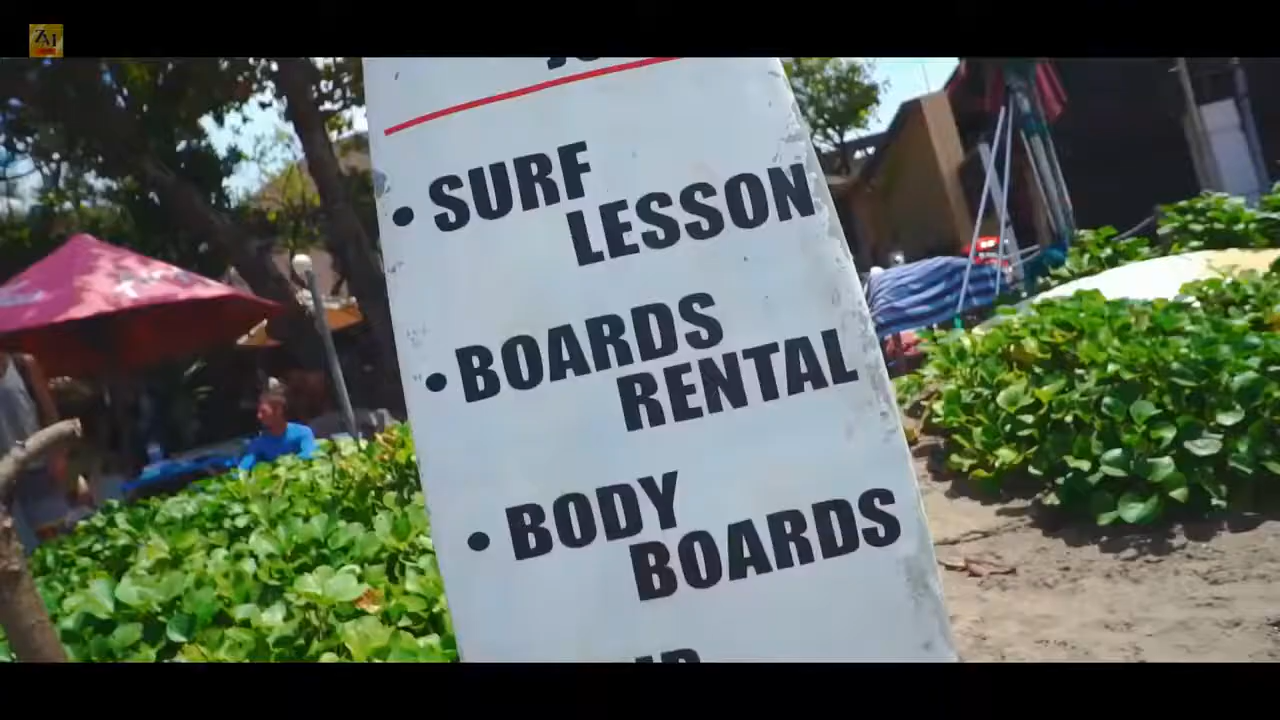 • SURF
LESSON
• BOARDS
RENTAL
• BODY
BOARDS